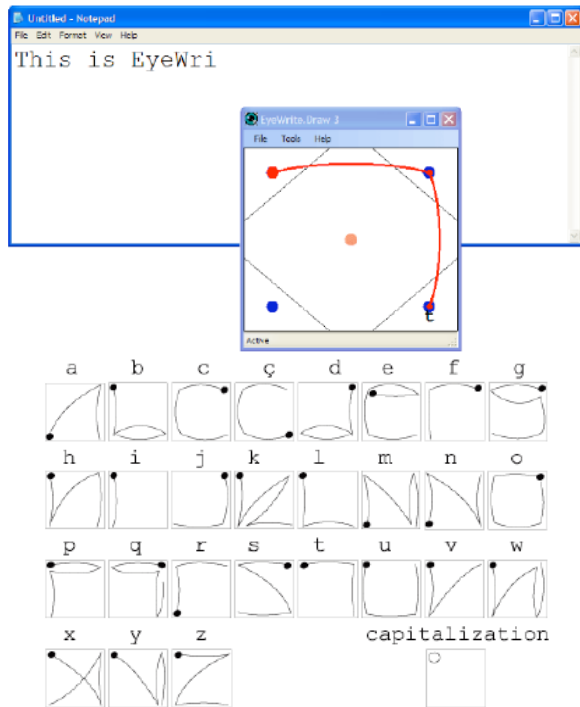 Untitled - Notepad
File Edit Format View Help
This is EyeWri
EyeWrite.Draw 3
File Tools Help
t
Active
a b c ç d e f g
h i j k l m n o
p q r s t u v w
x y z capitalization